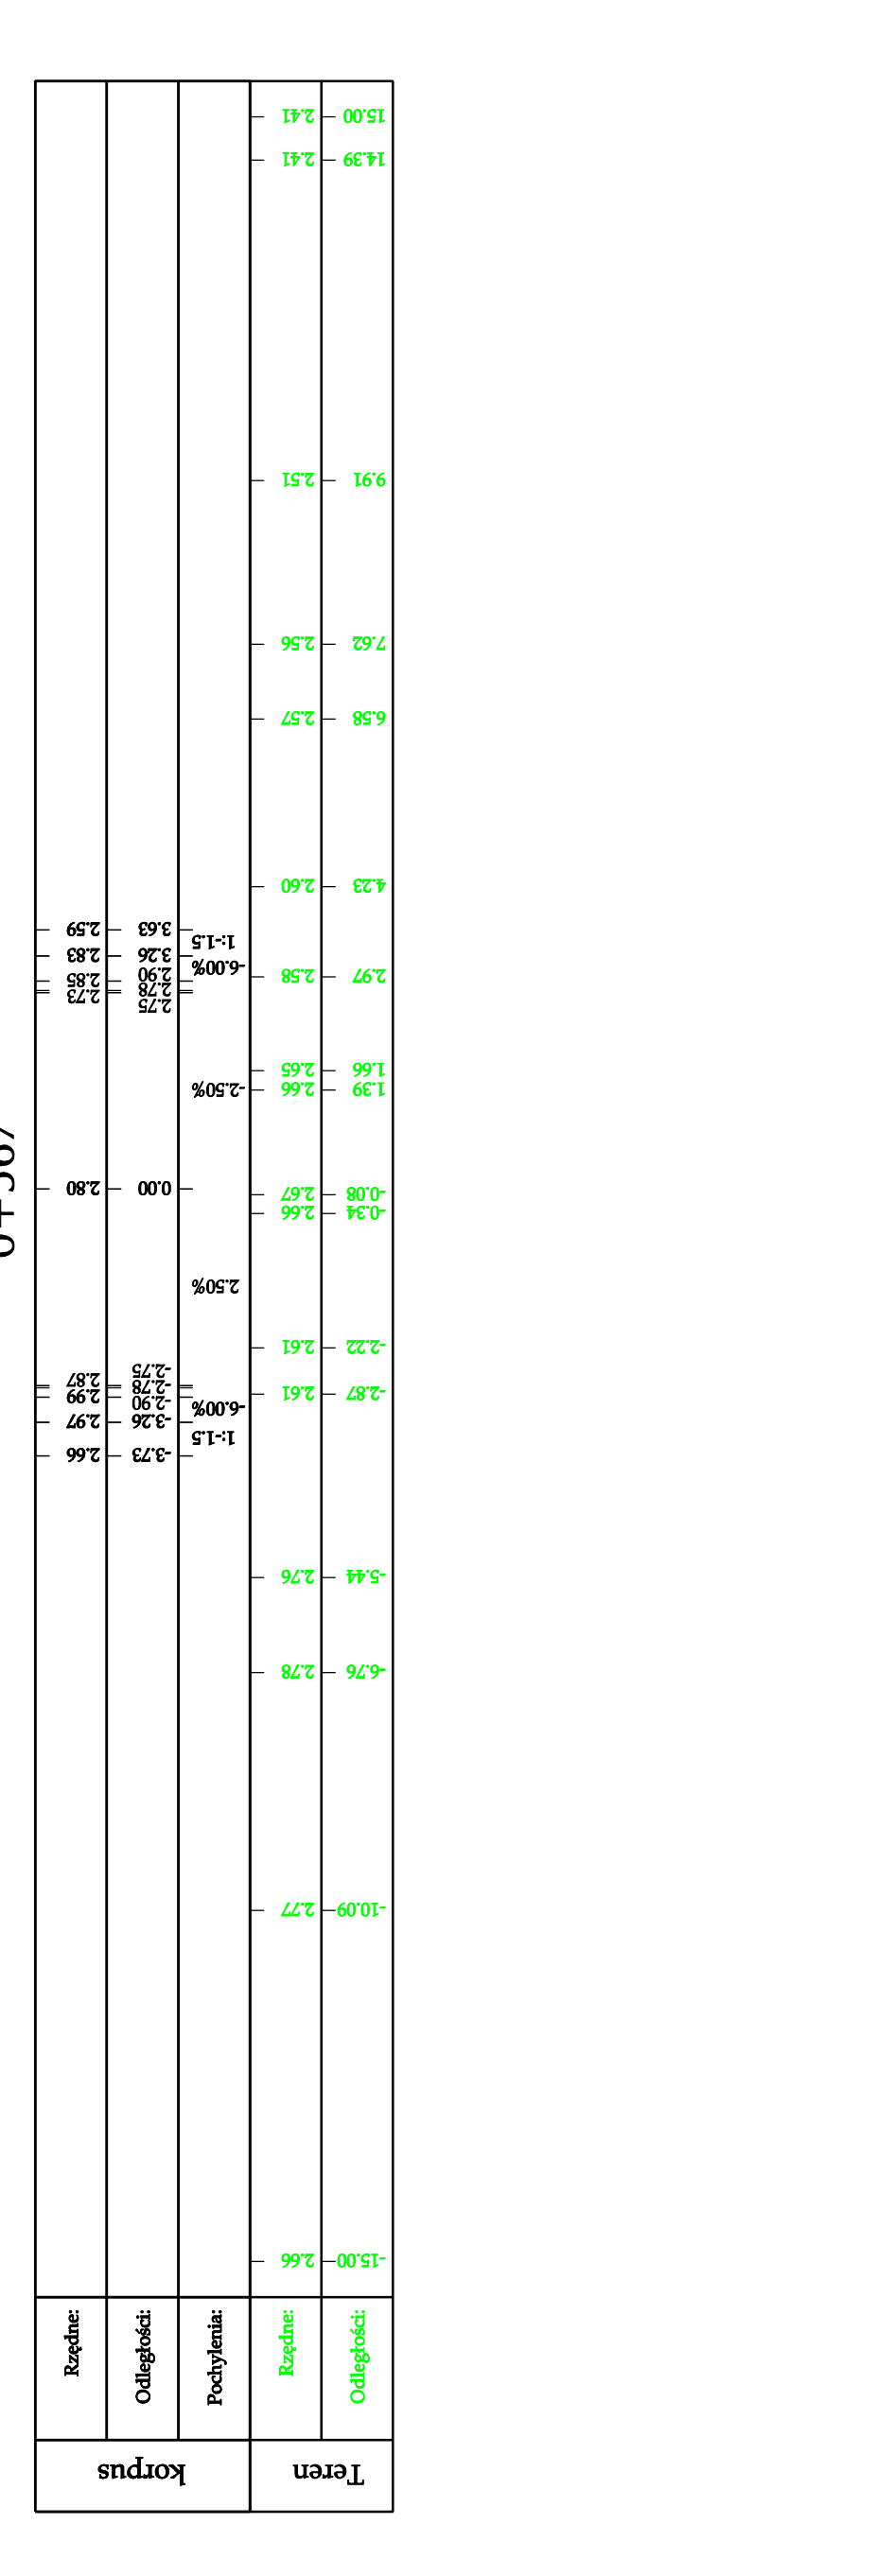 korpus
Rzędne: 2.66 2.97 2.99 2.87 2.80 2.73 2.85 2.83 2.59
Odległości: -3.73 -3.26 -2.90 -2.78 -2.75 0.00 2.75 2.78 2.90 3.26 3.63
Pochylenia: 1:-1.5 -6.00% 2.50% -2.50% -6.00% 1:-1.5
Teren
Rzędne: 2.66 2.77 2.78 2.76 2.61 2.61 2.66 2.67 2.66 2.65 2.58 2.60 2.57 2.56 2.51 2.41 2.41
Odległości: -15.00 -10.09 -6.76 -5.44 -2.87 -2.22 -0.34 -0.08 1.39 1.66 2.97 4.23 6.58 7.62 9.91 14.39 15.00